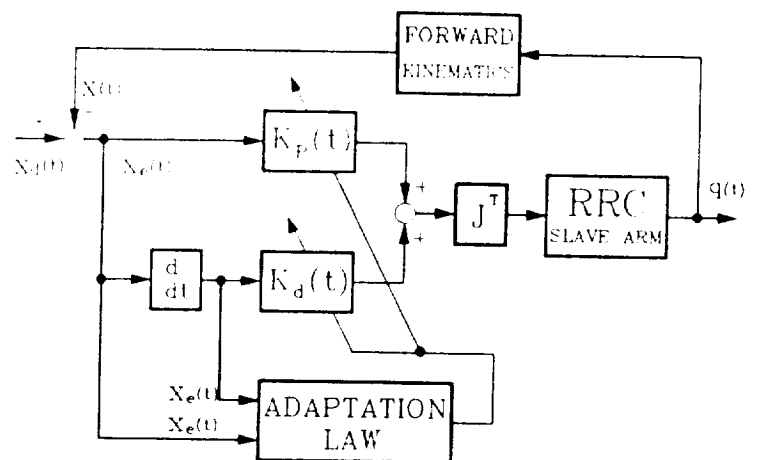 FORWARD
KINEMATICS
X(t)
Xd(t)
Xe(t)
Kp(t)
+
+
J^T
RRC
SLAVE ARM
q(t)
d
dt
Kd(t)
Xe(t)
Xe(t)
ADAPTATION
LAW